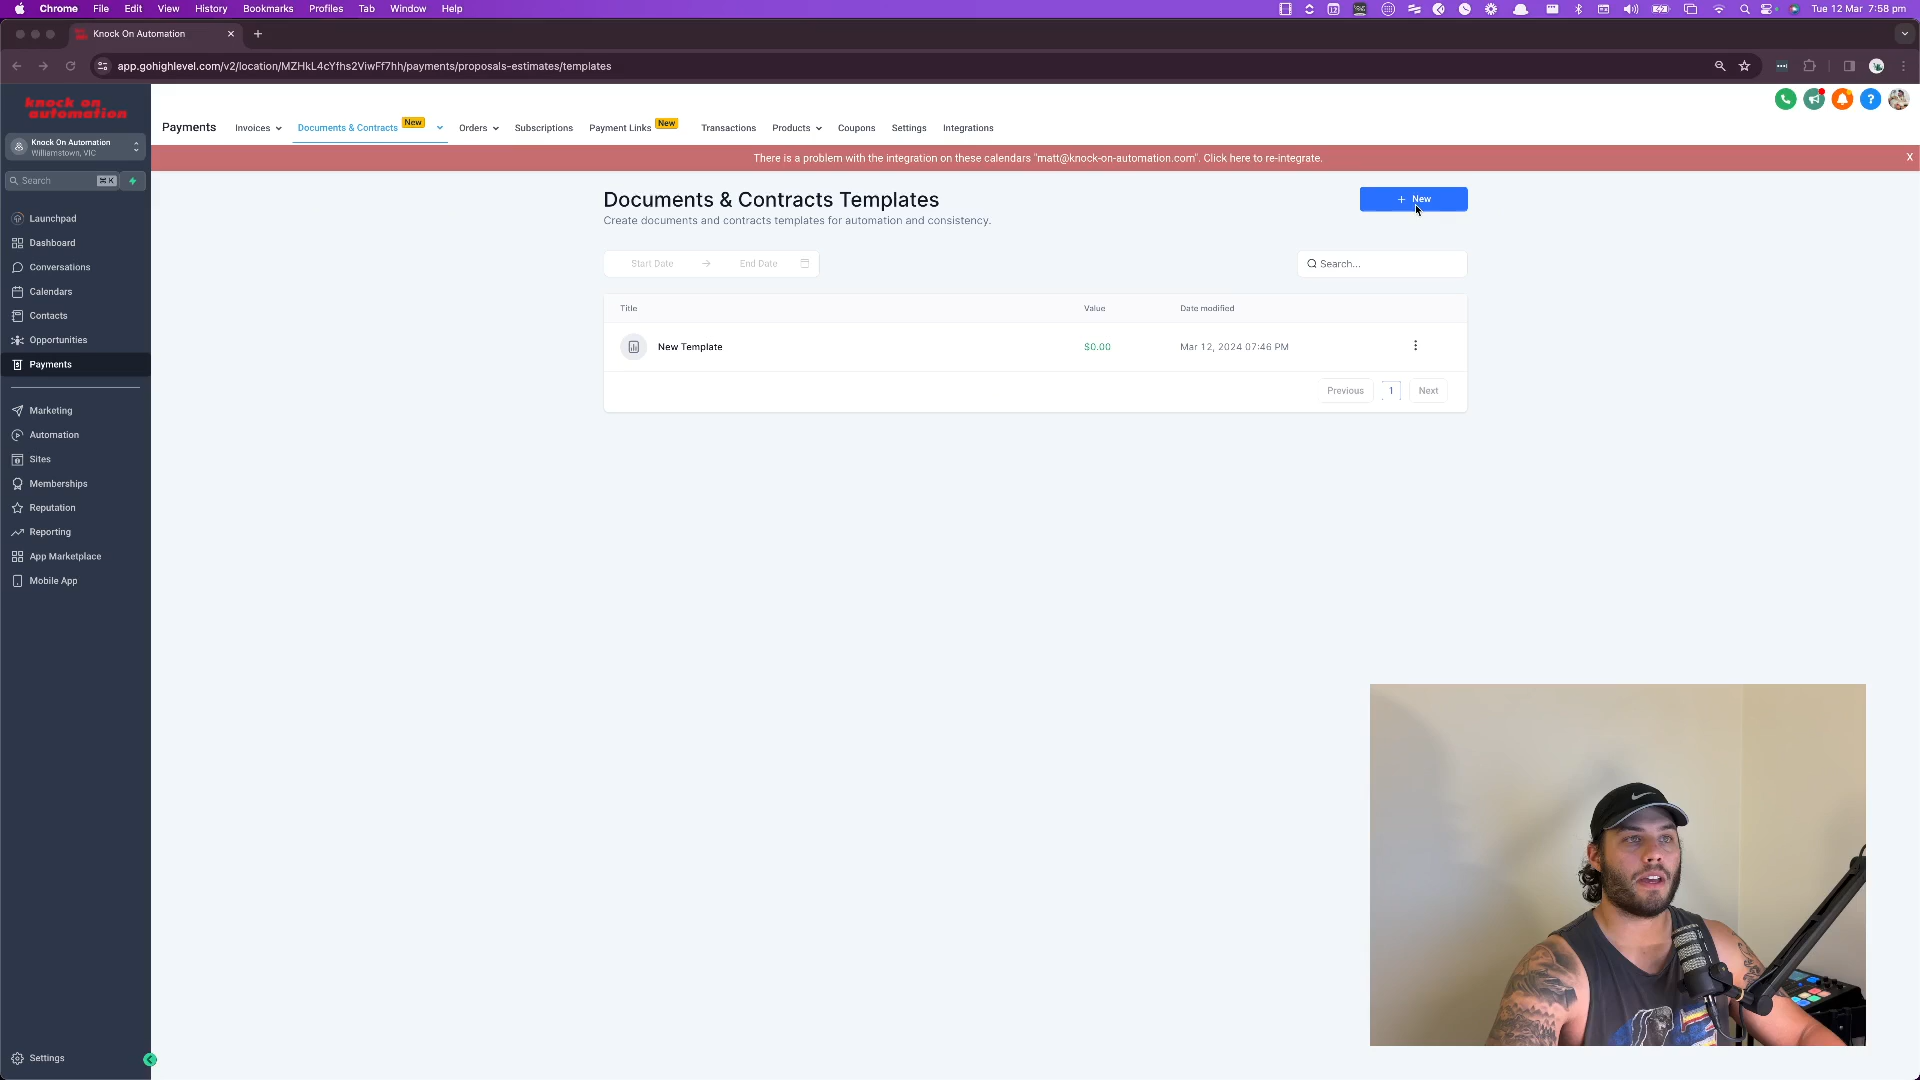 Chrome File Edit View History Bookmarks Profiles Tab Window Help
Tue 12 Mar 7:58 pm
Knock On Automation
app.gohighlevel.com/v2/location/MZHkL4cYfhs2ViwFf7hh/payments/proposals-estimates/templates
knock on
automation
Knock On Automation
Williamstown, VIC
Search ⌘ K
Launchpad
Dashboard
Conversations
Calendars
Contacts
Opportunities
Payments
Marketing
Automation
Sites
Memberships
Reputation
Reporting
App Marketplace
Mobile App
Settings
Payments Invoices Documents & Contracts New Orders Subscriptions Payment Links New Transactions Products Coupons Settings Integrations
There is a problem with the integration on these calendars "matt@knock-on-automation.com". Click here to re-integrate. X
Documents & Contracts Templates
+ New
Create documents and contracts templates for automation and consistency.
Start Date → End Date
Search...
Title Value Date modified
New Template $0.00 Mar 12, 2024 07:46 PM
Previous 1 Next